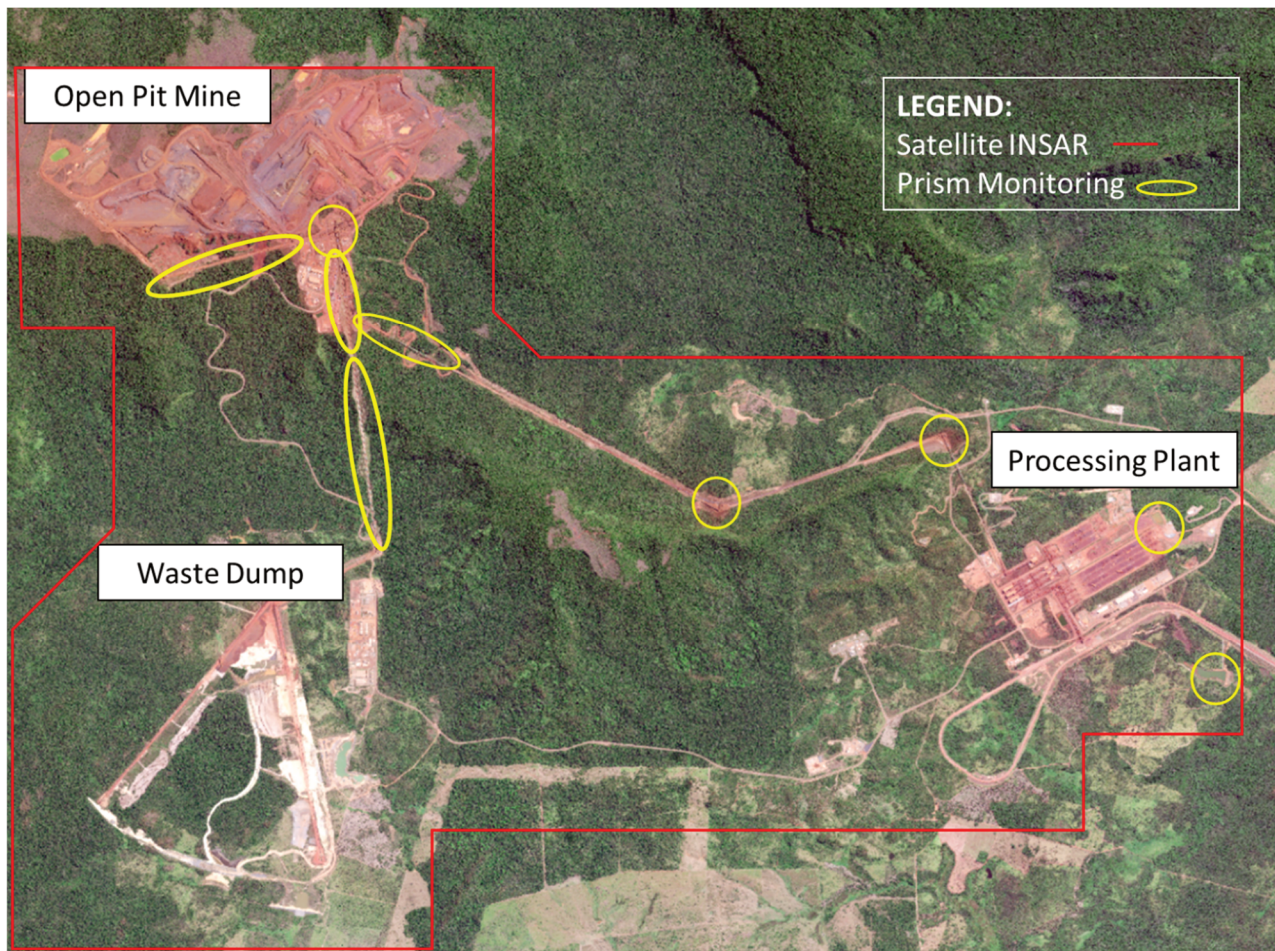 Open Pit Mine
LEGEND:
Satellite INSAR
Prism Monitoring
Processing Plant
Waste Dump